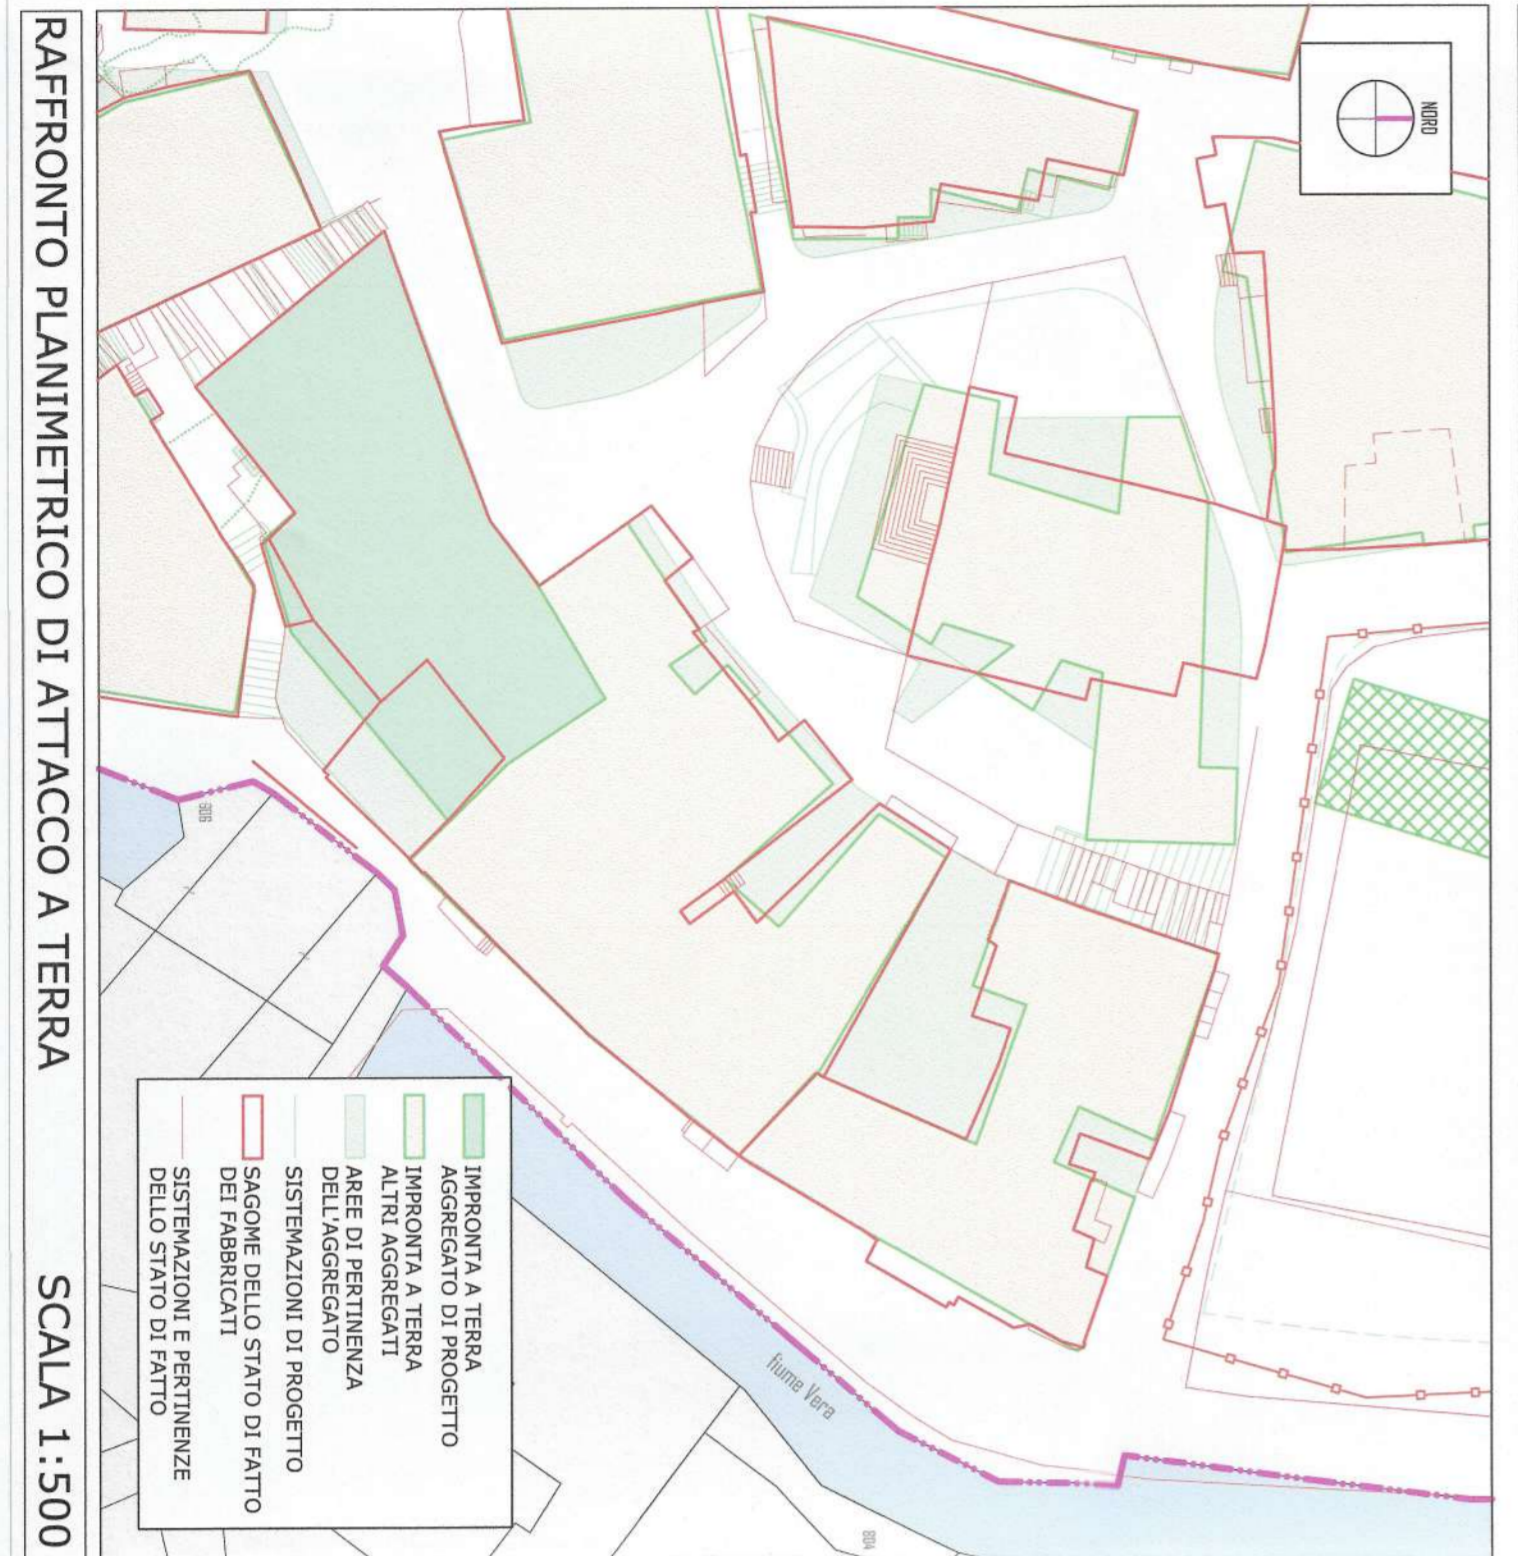 RAFFRONTO PLANIMETRICO DI ATTACCO A TERRA
SCALA 1:500
NORD
606
fiume Vera
804
IMPRONTA A TERRA
AGGREGATO DI PROGETTO
IMPRONTA A TERRA
ALTRI AGGREGATI
AREE DI PERTINENZA
DELL'AGGREGATO
SISTEMAZIONI DI PROGETTO
SAGOME DELLO STATO DI FATTO
DEI FABBRICATI
SISTEMAZIONI E PERTINENZE
DELLO STATO DI FATTO